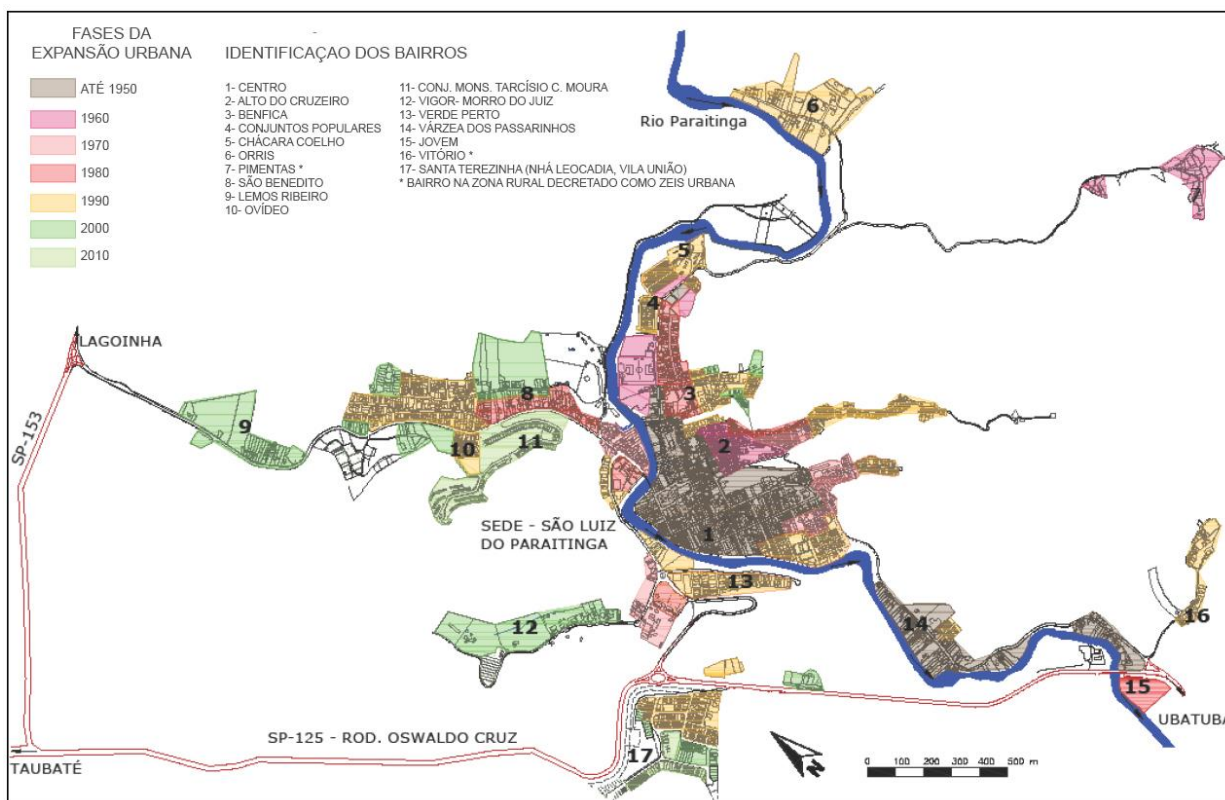 FASES DA
EXPANSÃO URBANA
ATÉ 1950
1960
1970
1980
1990
2000
2010
IDENTIFICAÇAO DOS BAIRROS
1- CENTRO
2- ALTO DO CRUZEIRO
3- BENFICA
4- CONJUNTOS POPULARES
5- CHÁCARA COELHO
6- ORRIS
7- PIMENTAS *
8- SÃO BENEDITO
9- LEMOS RIBEIRO
10- OVÍDEO
11- CONJ. MONS. TARCÍSIO C. MOURA
12- VIGOR- MORRO DO JUIZ
13- VERDE PERTO
14- VÁRZEA DOS PASSARINHOS
15- JOVEM
16- VITÓRIO *
17- SANTA TEREZINHA (NHÁ LEOCADIA, VILA UNIÃO)
* BAIRRO NA ZONA RURAL DECRETADO COMO ZEIS URBANA
Rio Paraitinga
6
7
5
4
LAGOINHA
3
8
9
2
11
10
SP-153
SEDE - SÃO LUIZ
DO PARAITINGA
1
13
12
14
16
15
UBATUBA
SP-125 - ROD. OSWALDO CRUZ
17
TAUBATÉ
N
0 100 200 300 400 500 m